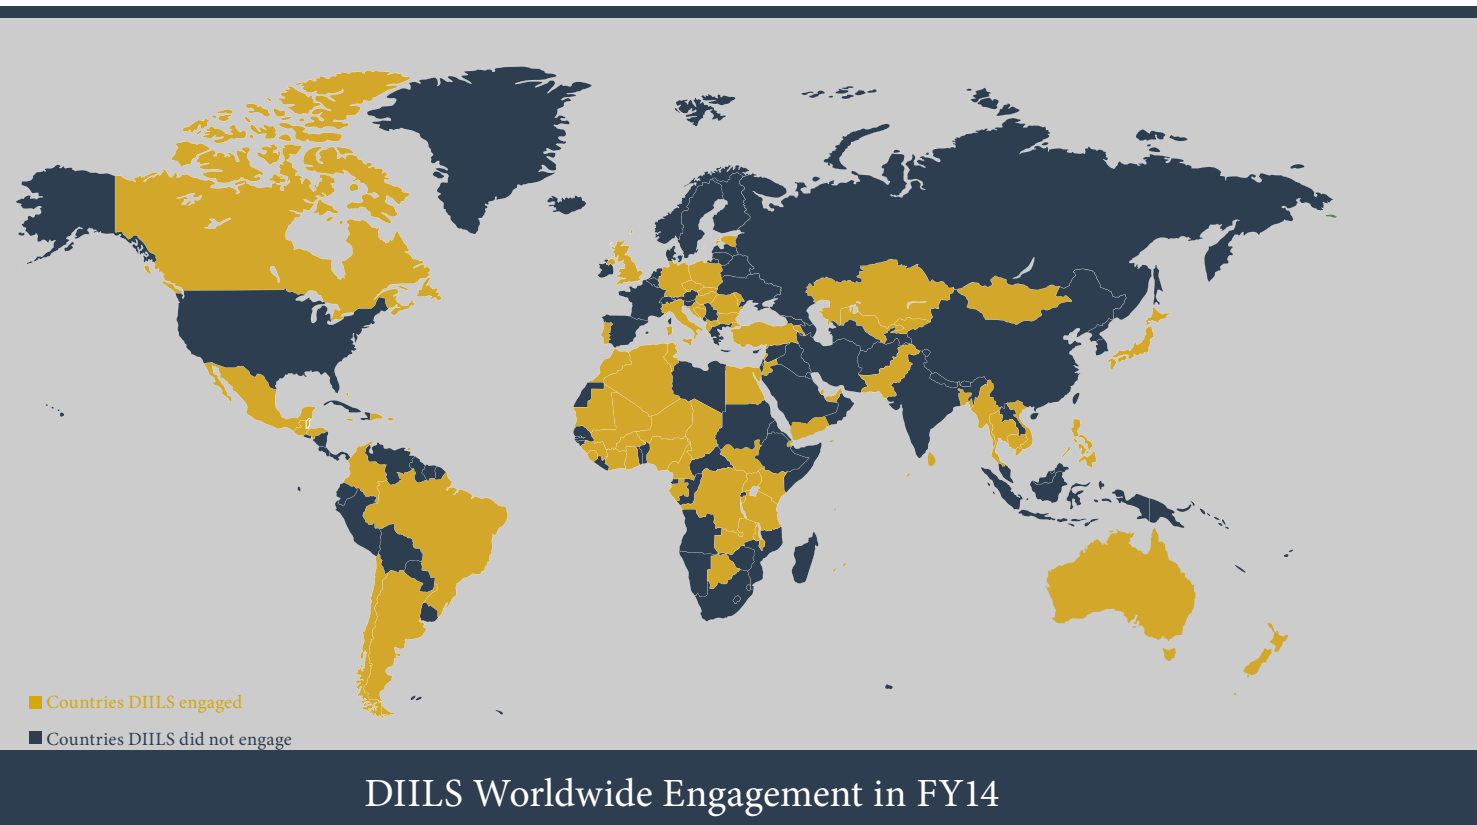 Countries DIILS engaged
Countries DIILS did not engage
DIILS Worldwide Engagement in FY14